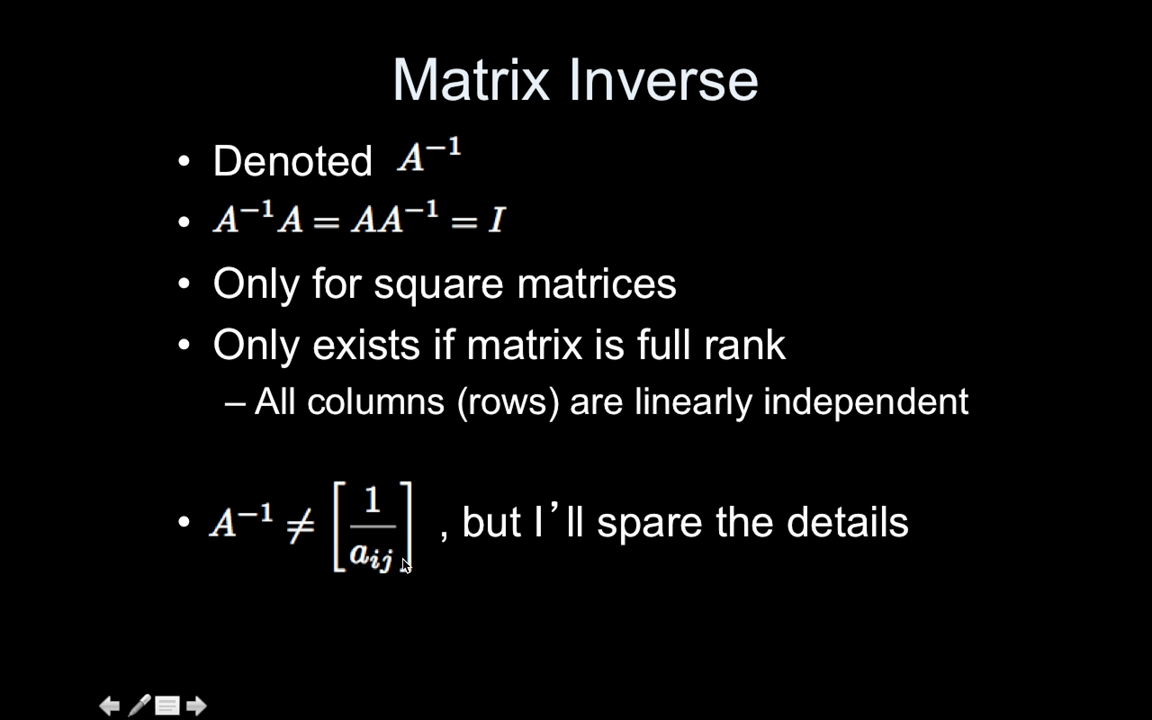 Matrix Inverse
• Denoted A⁻¹
• A⁻¹A = AA⁻¹ = I
• Only for square matrices
• Only exists if matrix is full rank
– All columns (rows) are linearly independent
• A⁻¹ ≠ [1/aᵢⱼ] , but I’ll spare the details